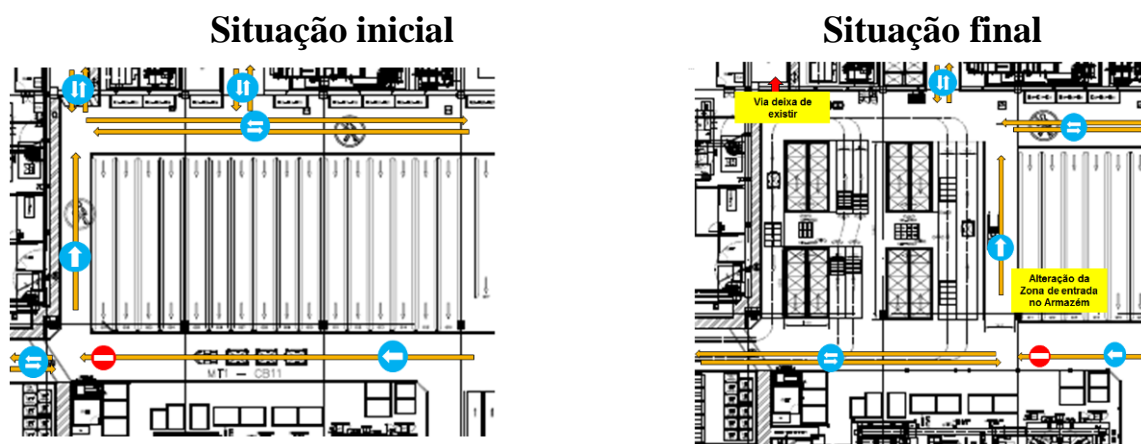 Situação inicial
Situação final
Via deixa de
existir
Alteração da
Zona de entrada
no Armazém
MT1 — CB11